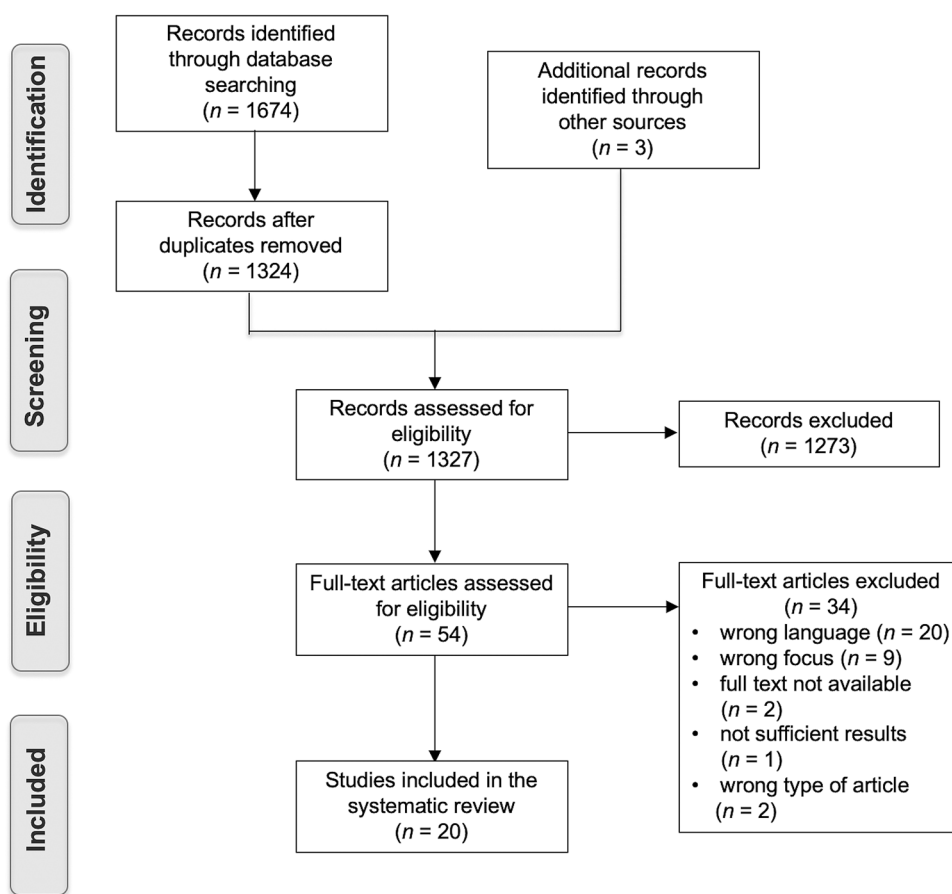 Identification
Records identified
through database
searching
(n = 1674)
Additional records
identified through
other sources
(n = 3)
Records after
duplicates removed
(n = 1324)
Screening
Records assessed for
eligibility
(n = 1327)
Records excluded
(n = 1273)
Eligibility
Full-text articles assessed
for eligibility
(n = 54)
Full-text articles excluded
(n = 34)
• wrong language (n = 20)
• wrong focus (n = 9)
• full text not available
(n = 2)
• not sufficient results
(n = 1)
• wrong type of article
(n = 2)
Included
Studies included in the
systematic review
(n = 20)